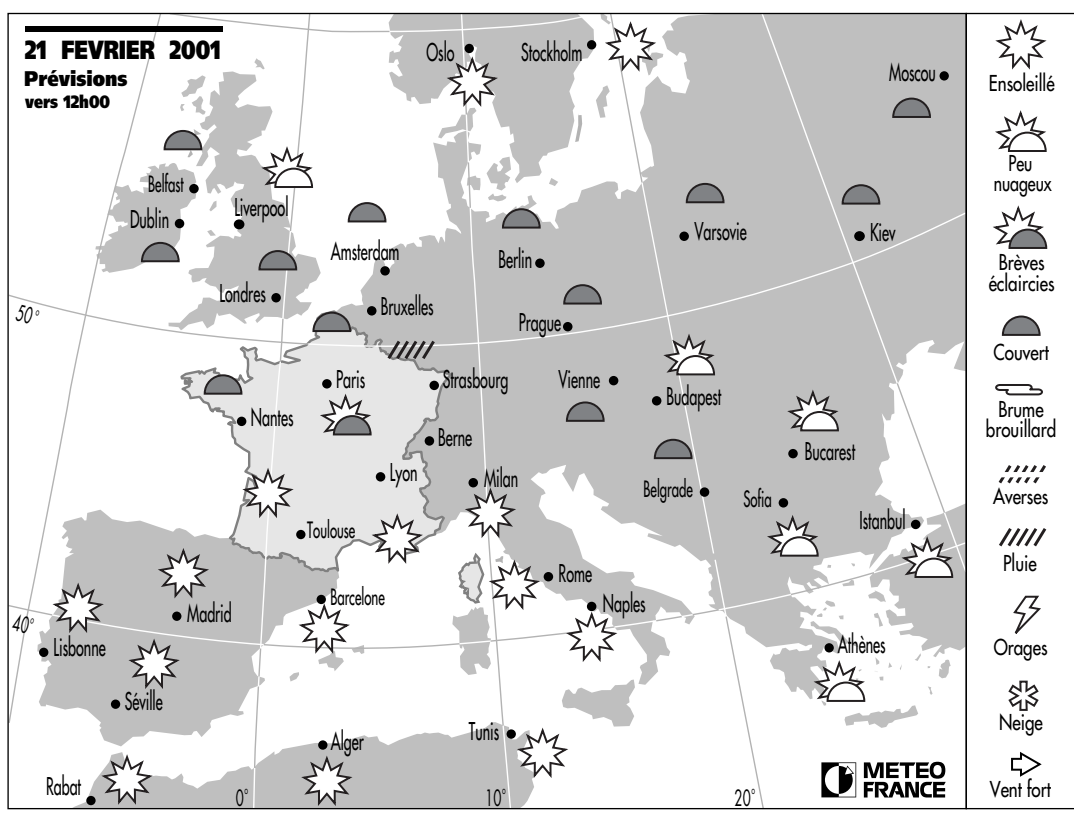 21 FEVRIER 2001
Prévisions
vers 12h00
Oslo
Stockholm
Moscou
Belfast
Dublin
Liverpool
Amsterdam
Londres
Bruxelles
Berlin
Varsovie
Kiev
Prague
50°
Paris
Strasbourg
Vienne
Budapest
Nantes
Berne
Bucarest
Lyon
Milan
Belgrade
Sofia
Istanbul
Toulouse
Rome
Barcelone
Naples
Madrid
40°
Lisbonne
Athènes
Séville
Alger
Tunis
Rabat
0°
10°
20°
METEO
FRANCE
Ensoleillé
Peu
nuageux
Brèves
éclaircies
Couvert
Brume
brouillard
Averses
Pluie
Orages
Neige
Vent fort